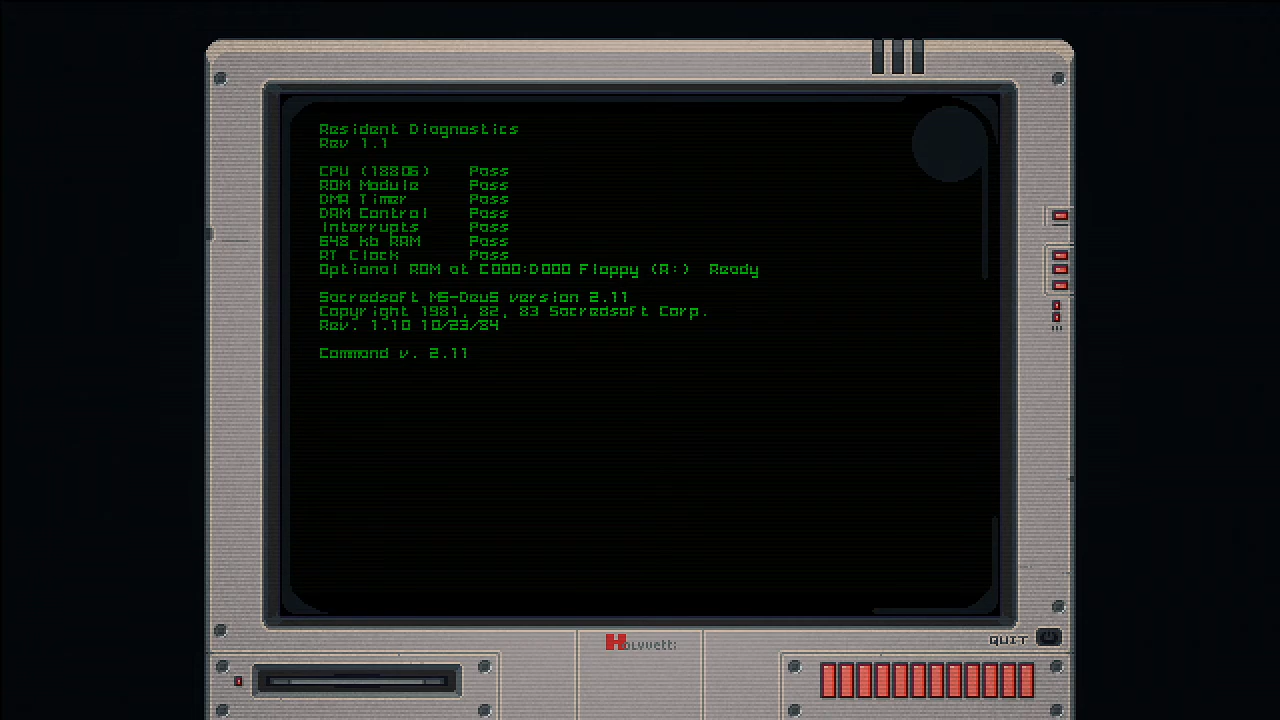 Resident Diagnostics
Rev 1.1
CPU (18806) Pass
ROM Module Pass
DMA Timer Pass
DAM Control Pass
Interrupts Pass
648 kb RAM Pass
RT Clock Pass
Optional ROM at C000:D000 Floppy (A:) Ready
Sacredsoft MS-DeuS version 2.11
Copyright 1981, 82, 83 Sacredsoft Corp.
Rev. 1.10 10/23/84
Command v. 2.11
Holyvetti
QUIT